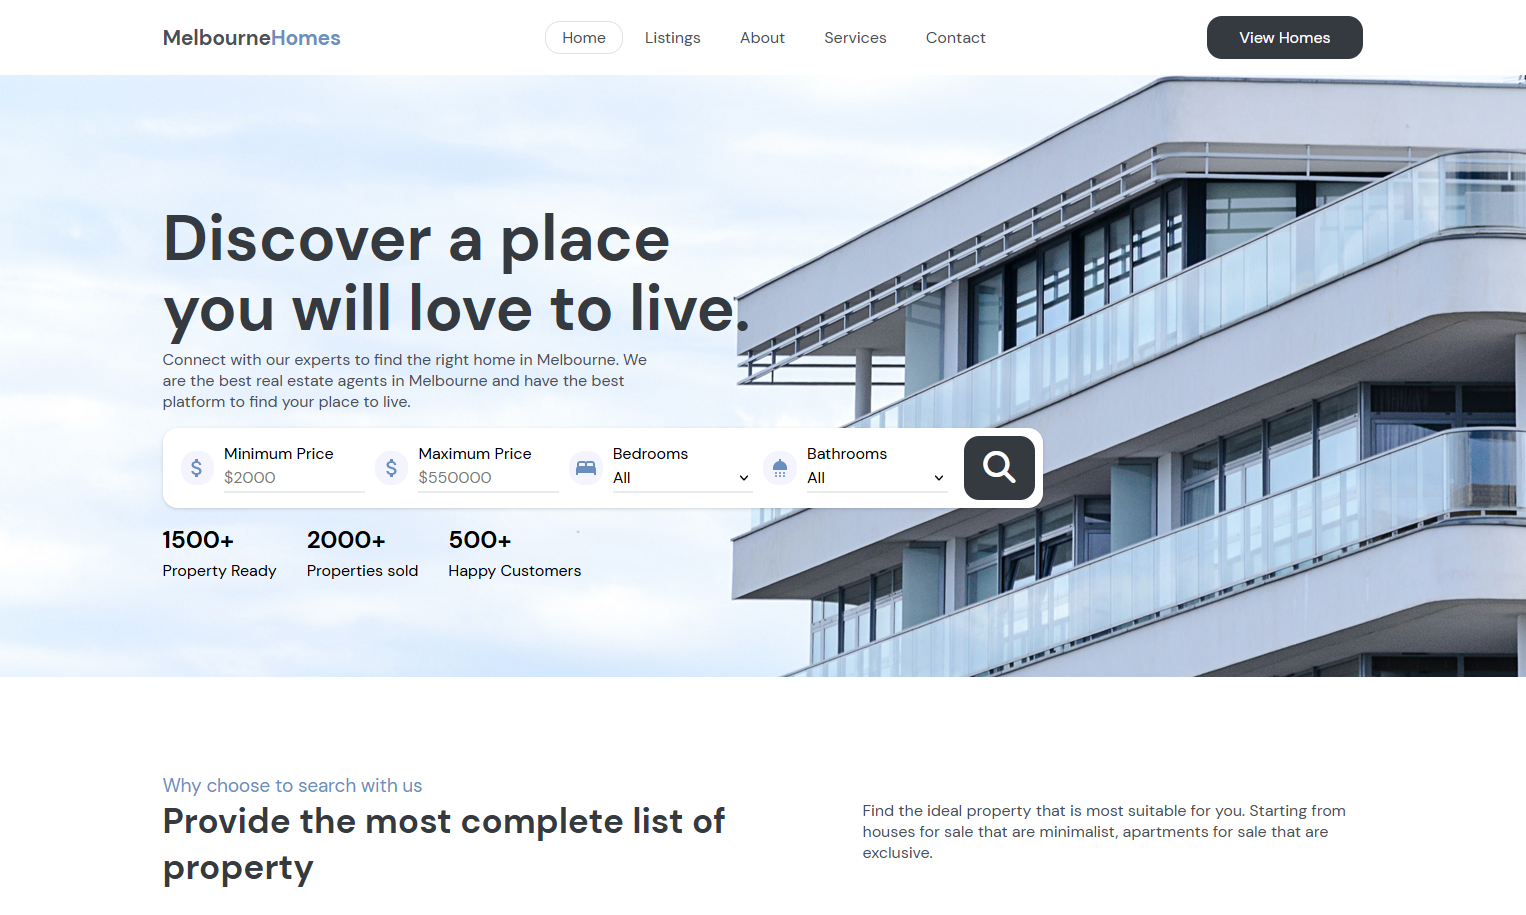 MelbourneHomes
Home
Listings
About
Services
Contact
View Homes
Discover a place
you will love to live.
Connect with our experts to find the right home in Melbourne. We
are the best real estate agents in Melbourne and have the best
platform to find your place to live.
Minimum Price
$2000
Maximum Price
$550000
Bedrooms
All
Bathrooms
All
1500+
Property Ready
2000+
Properties sold
500+
Happy Customers
Why choose to search with us
Provide the most complete list of
property
Find the ideal property that is most suitable for you. Starting from
houses for sale that are minimalist, apartments for sale that are
exclusive.